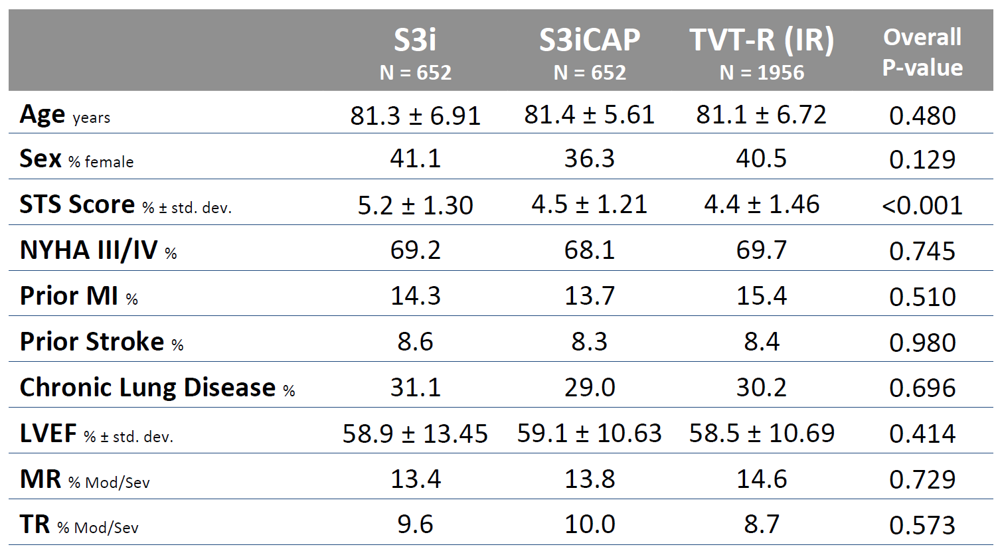 S3i S3iCAP TVT-R (IR) Overall
N = 652 N = 652 N = 1956 P-value
Age years 81.3 ± 6.91 81.4 ± 5.61 81.1 ± 6.72 0.480
Sex % female 41.1 36.3 40.5 0.129
STS Score % ± std. dev. 5.2 ± 1.30 4.5 ± 1.21 4.4 ± 1.46 <0.001
NYHA III/IV % 69.2 68.1 69.7 0.745
Prior MI % 14.3 13.7 15.4 0.510
Prior Stroke % 8.6 8.3 8.4 0.980
Chronic Lung Disease % 31.1 29.0 30.2 0.696
LVEF % ± std. dev. 58.9 ± 13.45 59.1 ± 10.63 58.5 ± 10.69 0.414
MR % Mod/Sev 13.4 13.8 14.6 0.729
TR % Mod/Sev 9.6 10.0 8.7 0.573